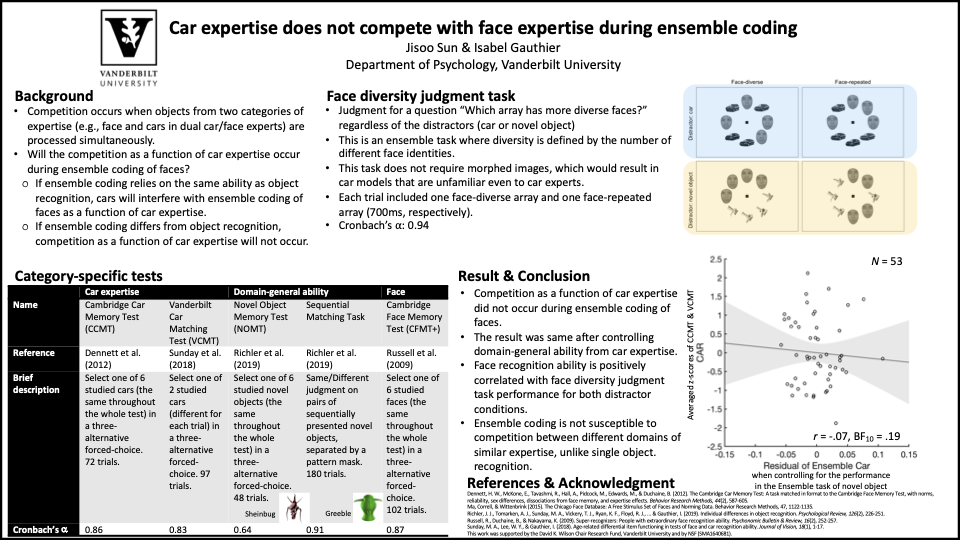 VANDERBILT
UNIVERSITY
Car expertise does not compete with face expertise during ensemble coding
Jisoo Sun & Isabel Gauthier
Department of Psychology, Vanderbilt University
Background
• Competition occurs when objects from two categories of
expertise (e.g., face and cars in dual car/face experts) are
processed simultaneously.
• Will the competition as a function of car expertise occur
during ensemble coding of faces?
o If ensemble coding relies on the same ability as object
recognition, cars will interfere with ensemble coding of
faces as a function of car expertise.
o If ensemble coding differs from object recognition,
competition as a function of car expertise will not occur.
Face diversity judgment task
• Judgment for a question “Which array has more diverse faces?”
regardless of the distractors (car or novel object)
• This is an ensemble task where diversity is defined by the number of
different face identities.
• This task does not require morphed images, which would result in
car models that are unfamiliar even to car experts.
• Each trial included one face-diverse array and one face-repeated
array (700ms, respectively).
• Cronbach’s α: 0.94
Face-diverse
Face-repeated
Distractor: car
Distractor: novel object
Category-specific tests
Car expertise
Domain-general ability
Face
Name
Cambridge Car
Memory Test
(CCMT)
Vanderbilt
Car
Matching
Test (VCMT)
Novel Object
Memory Test
(NOMT)
Sequential
Matching Task
Cambridge
Face Memory
Test (CFMT+)
Reference
Dennett et al.
(2012)
Sunday et al.
(2018)
Richler et al.
(2019)
Richler et al.
(2019)
Russell et al.
(2009)
Brief
description
Select one of 6
studied cars (the
same throughout
the whole test) in
a three-
alternative
forced-choice.
72 trials.
Select one of
2 studied
cars
(different for
each trial) in
a three-
alternative
forced-
choice. 97
trials.
Select one of 6
studied novel
objects (the
same
throughout
the whole
test) in a
three-
alternative
forced-choice.
48 trials.
Same/Different
judgment on
pairs of
sequentially
presented novel
objects,
separated by a
pattern mask.
180 trials.
Select one of
6 studied
faces (the
same
throughout
the whole
test) in a
three-
alternative
forced-
choice.
102 trials.
Sheinbug
Greeble
Cronbach’s α
0.86
0.83
0.64
0.91
0.87
Result & Conclusion
• Competition as a function of car expertise
did not occur during ensemble coding of
faces.
• The result was same after controlling
domain-general ability from car expertise.
• Face recognition ability is positively
correlated with face diversity judgment
task performance for both distractor
conditions.
• Ensemble coding is not susceptible to
competition between different domains of
similar expertise, unlike single object
recognition.
N = 53
Averaged z-scores of CCMT & VCMT
CAR
2.5
2
1.5
1
0.5
0
-0.5
-1
-1.5
-2
-2.5
r = -.07, BF10 = .19
-0.15
-0.1
-0.05
0
0.05
0.1
0.15
Residual of Ensemble Car
when controlling for the performance
in the Ensemble task of novel object
References & Acknowledgment
Dennett, H. W., McKone, E., Tavashmi, R., Hall, A., Pidcock, M., Edwards, M., & Duchaine, B. (2012). The Cambridge Car Memory Test: A task matched in format to the Cambridge Face Memory Test, with norms,
reliability, sex differences, dissociations from face memory, and expertise effects. Behavior Research Methods, 44(2), 587-605.
Ma, Correll, & Wittenbrink (2015). The Chicago Face Database: A Free Stimulus Set of Faces and Norming Data. Behavior Research Methods, 47, 1122-1135.
Richler, J. J., Tomarken, A. J., Sunday, M. A., Vickery, T. J., Ryan, K. F., Floyd, R. J., ... & Gauthier, I. (2019). Individual differences in object recognition. Psychological Review, 126(2), 226-251.
Russell, R., Duchaine, B., & Nakayama, K. (2009). Super-recognizers: People with extraordinary face recognition ability. Psychonomic Bulletin & Review, 16(2), 252-257.
Sunday, M. A., Lee, W. Y., & Gauthier, I. (2018). Age-related differential item functioning in tests of face and car recognition ability. Journal of Vision, 18(1), 1-17.
This work was supported by the David K. Wilson Chair Research Fund, Vanderbilt University and by NSF (SMA1640681).